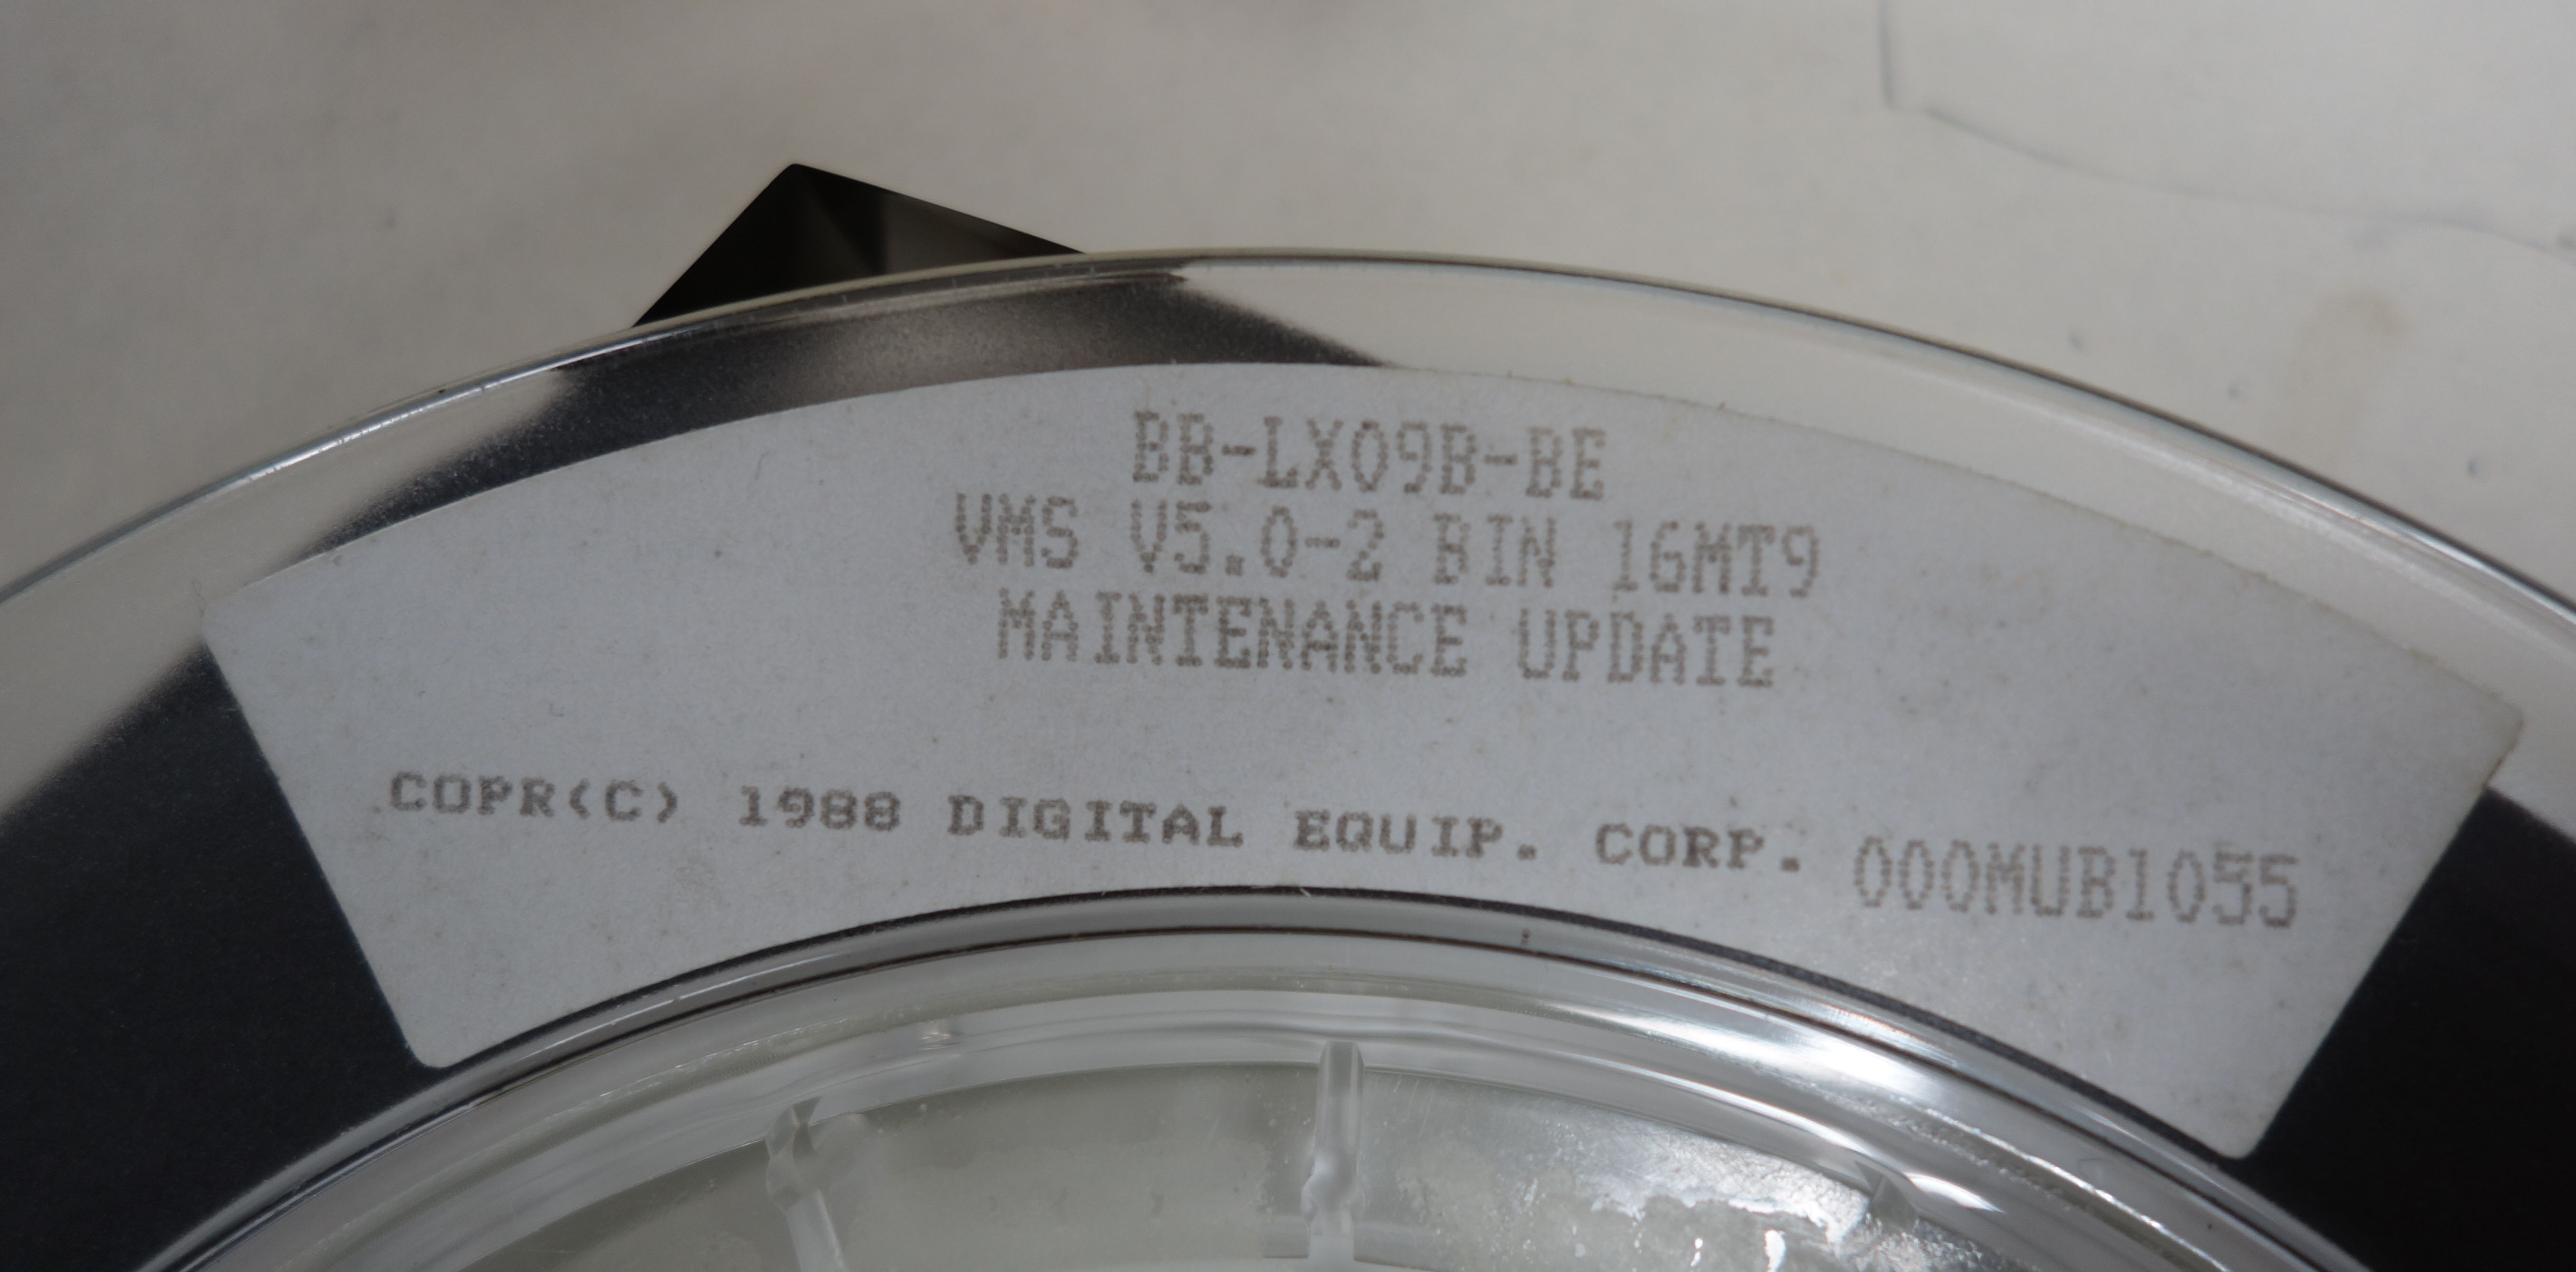 BB-LX09B-BE
VMS V5.0-2 BIN 16MT9
MAINTENANCE UPDATE
COPR(C) 1988 DIGITAL EQUIP. CORP. 000MUB1055